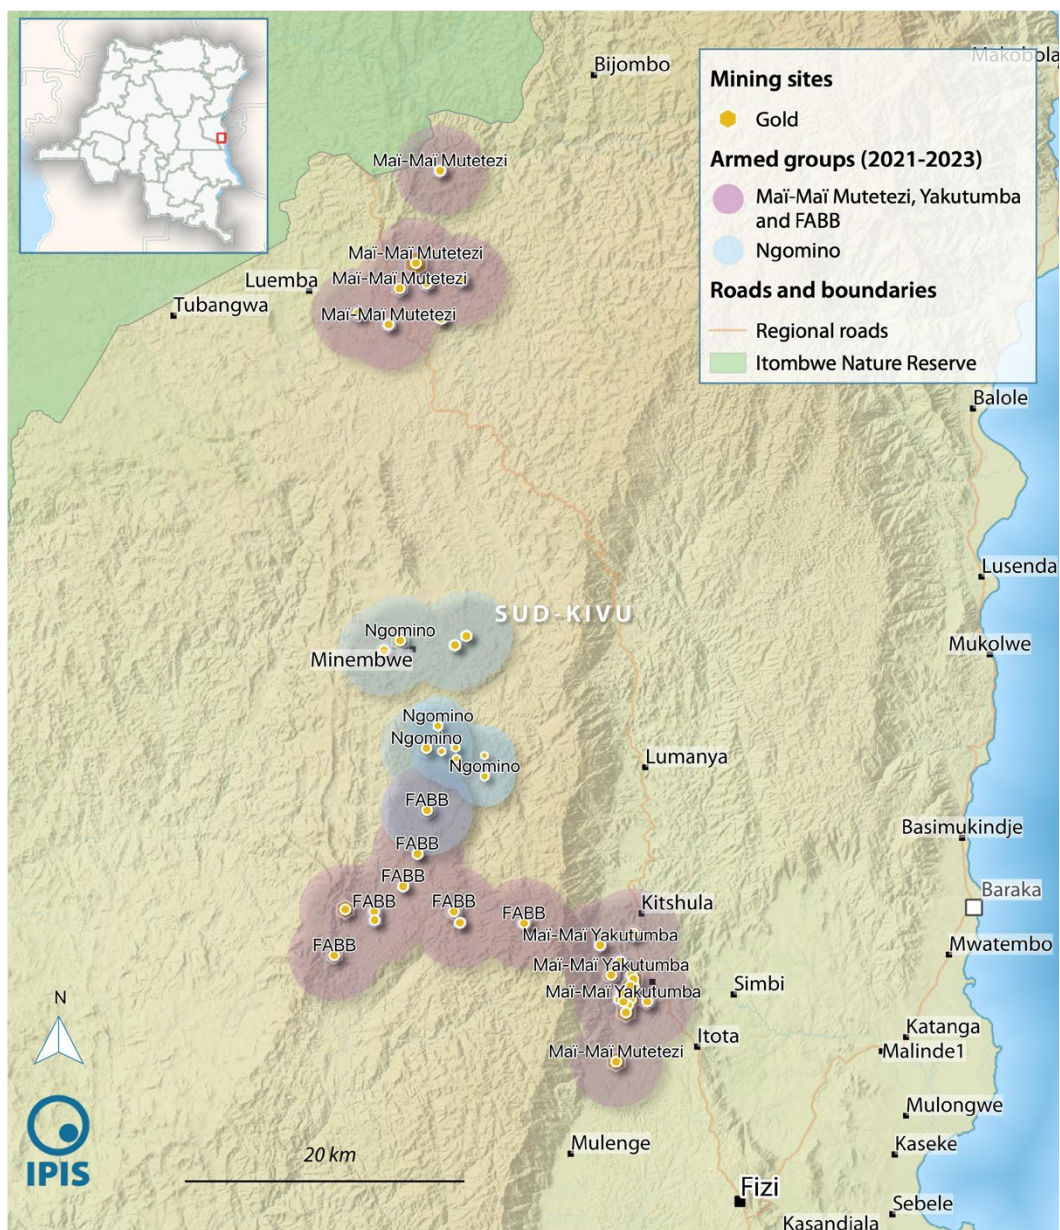 Bijombo
Makobola
Mining sites
Gold
Armed groups (2021-2023)
Maï-Maï Mutetezi, Yakutumba
and FABB
Ngomino
Roads and boundaries
Regional roads
Itombwe Nature Reserve
Maï-Maï Mutetezi
Maï-Maï Mutetezi
Maï-Maï Mutetezi
Luemba
Tubangwa
Maï-Maï Mutetezi
Balole
Lusenda
SUD-KIVU
Ngomino
Minembwe
Mukolwe
Ngomino
Ngomino
Ngomino
Lumanya
FABB
Basimukindje
FABB
FABB
FABB
FABB
FABB
Baraka
Kitshula
FABB
Maï-Maï Yakutumba
Mwatembo
Maï-Maï Yakutumba
Maï-Maï Yakutumba
Simbi
N
Itota
Katanga
Maï-Maï Mutetezi
Malinde1
Mulongwe
IPIS
20 km
Mulenge
Kaseke
Fizi
Sebele
Kasandjala